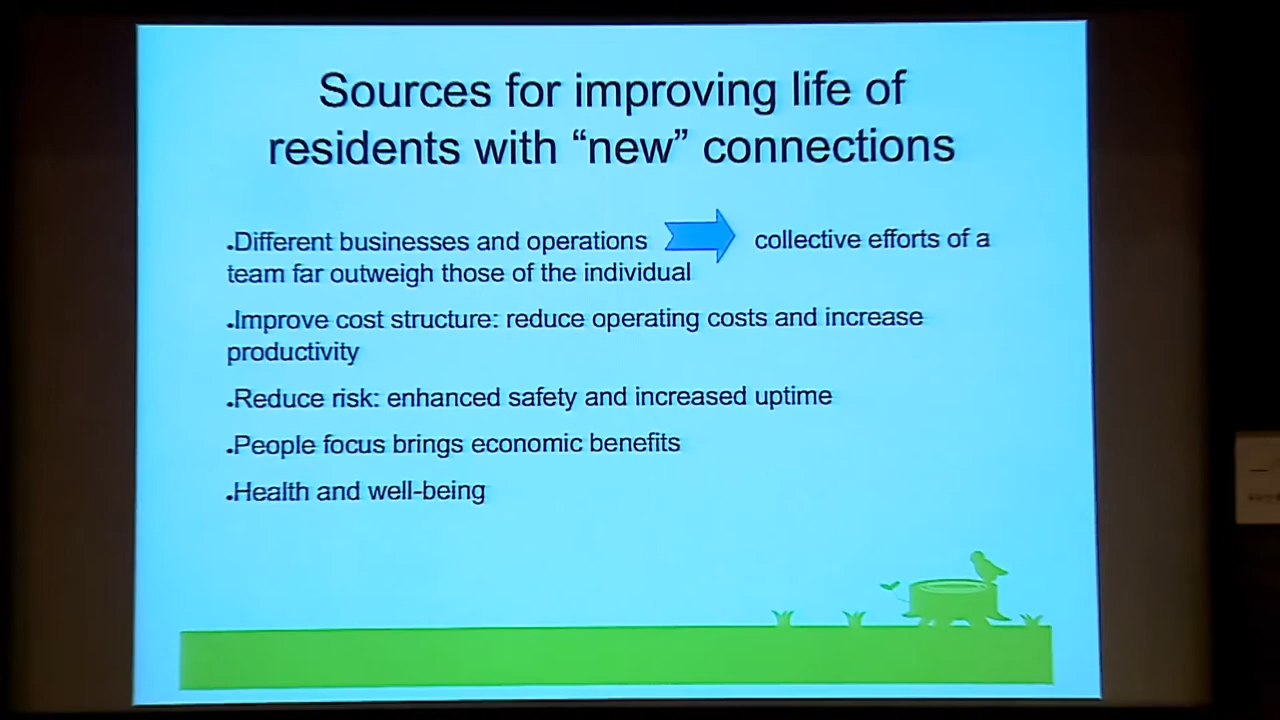 Sources for improving life of
residents with “new” connections
.Different businesses and operations collective efforts of a
team far outweigh those of the individual
.Improve cost structure: reduce operating costs and increase
productivity
.Reduce risk: enhanced safety and increased uptime
.People focus brings economic benefits
.Health and well-being